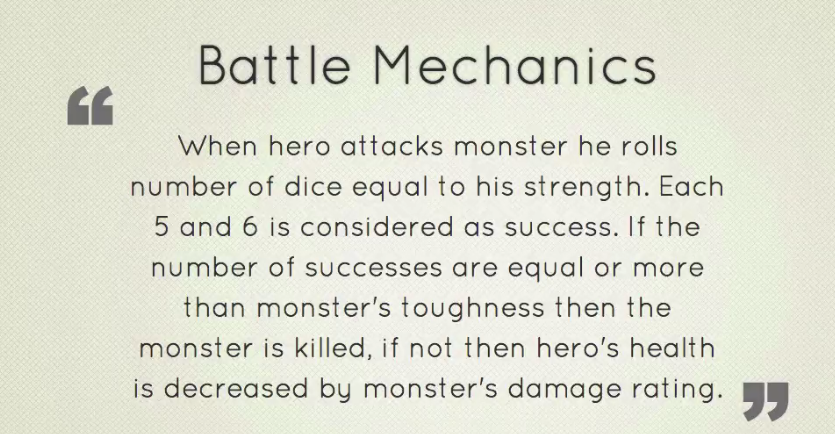 Battle Mechanics
“
When hero attacks monster he rolls
number of dice equal to his strength. Each
5 and 6 is considered as success. If the
number of successes are equal or more
than monster's toughness then the
monster is killed, if not then hero's health
is decreased by monster's damage rating. ”